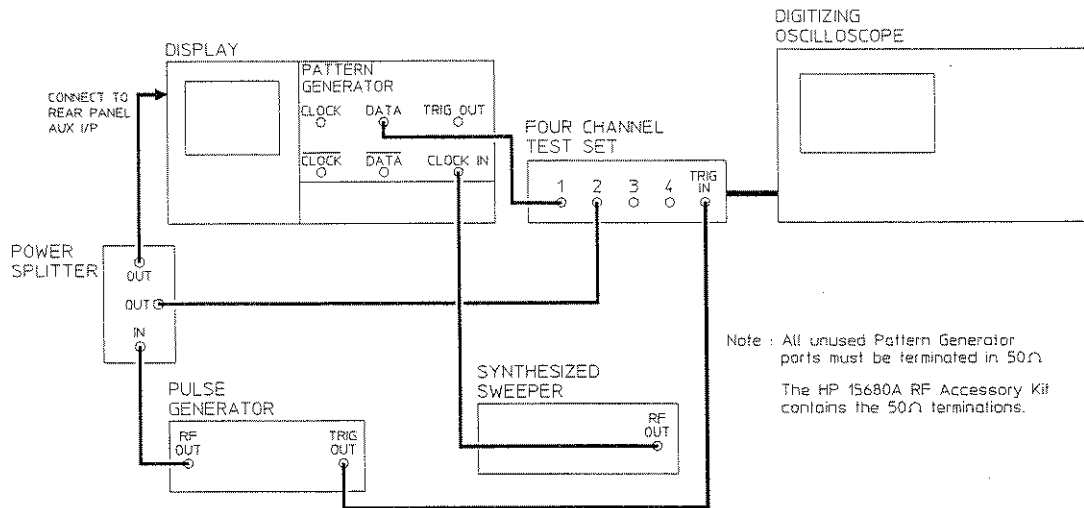 DIGITIZING
OSCILLOSCOPE
DISPLAY
PATTERN
GENERATOR
CONNECT TO
REAR PANEL
AUX I/P
CLOCK DATA TRIG OUT
CLOCK DATA CLOCK IN
FOUR CHANNEL
TEST SET
1 2 3 4 TRIG
IN
POWER
SPLITTER
OUT
OUT
IN
Note : All unused Pattern Generator
ports must be terminated in 50Ω
The HP 15680A RF Accessory Kit
contains the 50Ω terminations.
SYNTHESIZED
SWEEPER
RF
OUT
PULSE
GENERATOR
RF
OUT
TRIG
OUT